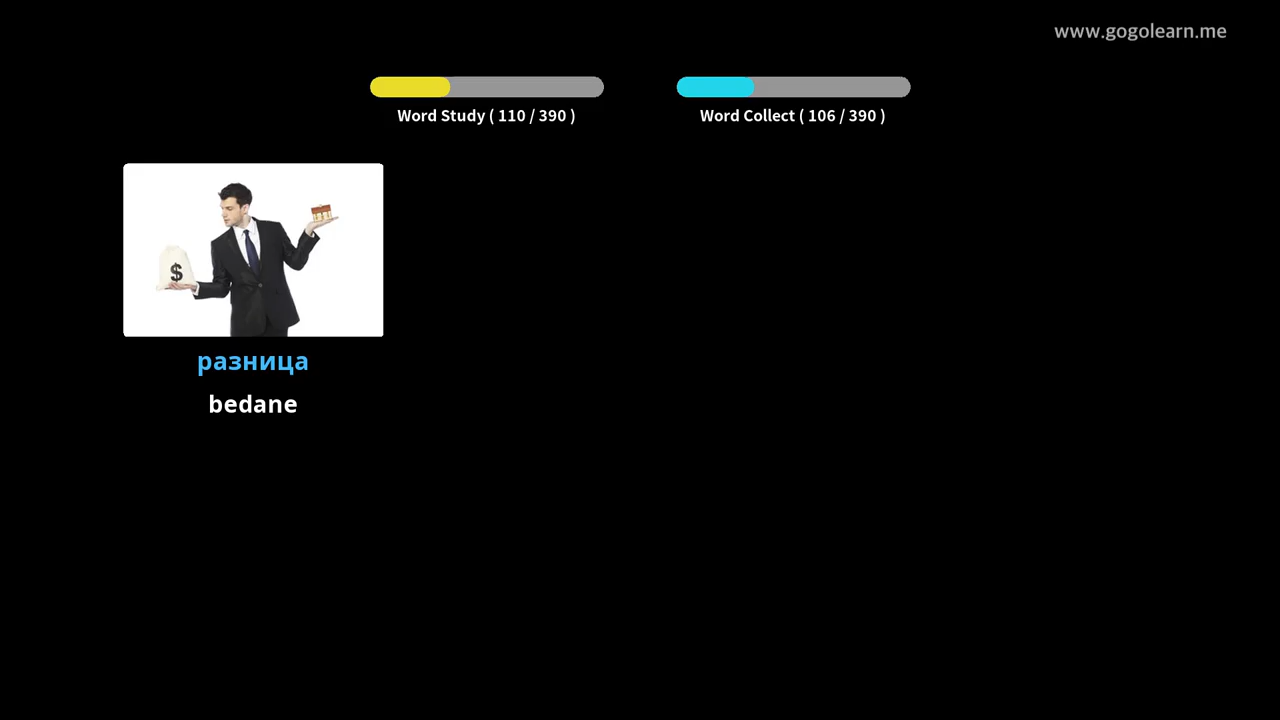 www.gogolearn.me
Word Study ( 110 / 390 )
Word Collect ( 106 / 390 )
$
разница
bedane